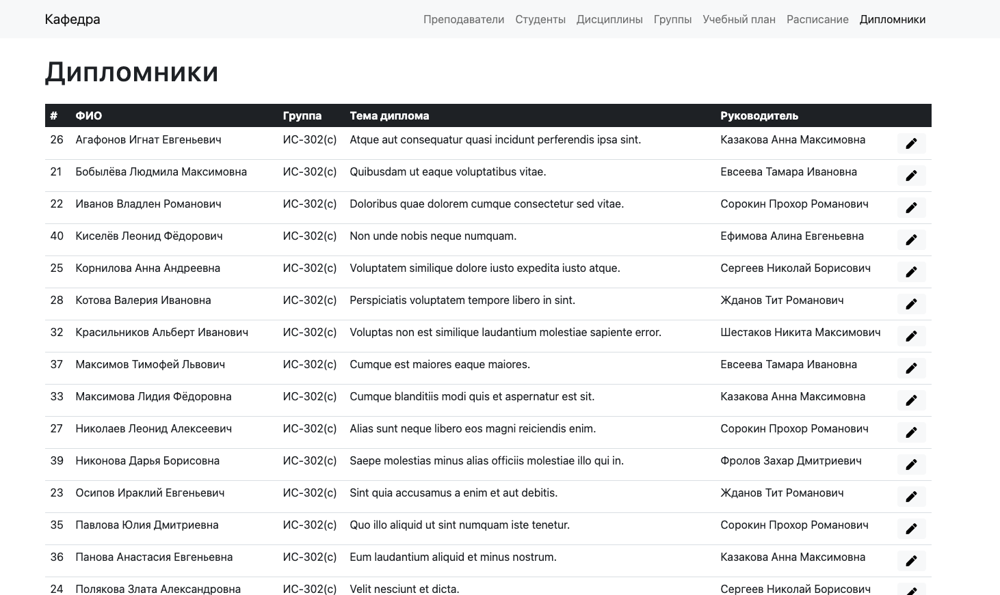 Кафедра Преподаватели Студенты Дисциплины Группы Учебный план Расписание Дипломники
Дипломники
# ФИО Группа Тема диплома Руководитель
26 Агафонов Игнат Евгеньевич ИС-302(с) Atque aut consequatur quasi incidunt perferendis ipsa sint. Казакова Анна Максимовна
21 Бобылёва Людмила Максимовна ИС-302(с) Quibusdam ut eaque voluptatibus vitae. Евсеева Тамара Ивановна
22 Иванов Владлен Романович ИС-302(с) Doloribus quae dolorem cumque consectetur sed vitae. Сорокин Прохор Романович
40 Киселёв Леонид Фёдорович ИС-302(с) Non unde nobis neque numquam. Ефимова Алина Евгеньевна
25 Корнилова Анна Андреевна ИС-302(с) Voluptatem similique dolore iusto expedita iusto atque. Сергеев Николай Борисович
28 Котова Валерия Ивановна ИС-302(с) Perspiciatis voluptatem tempore libero in sint. Жданов Тит Романович
32 Красильников Альберт Иванович ИС-302(с) Voluptas non est similique laudantium molestiae sapiente error. Шестаков Никита Максимович
37 Максимов Тимофей Львович ИС-302(с) Cumque est maiores eaque maiores. Евсеева Тамара Ивановна
33 Максимова Лидия Фёдоровна ИС-302(с) Cumque blanditiis modi quis et aspernatur est sit. Казакова Анна Максимовна
27 Николаев Леонид Алексеевич ИС-302(с) Alias sunt neque libero eos magni reiciendis enim. Сорокин Прохор Романович
39 Никонова Дарья Борисовна ИС-302(с) Saepe molestias minus alias officiis molestiae illo qui in. Фролов Захар Дмитриевич
23 Осипов Ираклий Евгеньевич ИС-302(с) Sint quia accusamus a enim et aut debitis. Жданов Тит Романович
35 Павлова Юлия Дмитриевна ИС-302(с) Quo illo aliquid ut sint numquam iste tenetur. Сорокин Прохор Романович
36 Панова Анастасия Евгеньевна ИС-302(с) Eum laudantium aliquid et minus nostrum. Казакова Анна Максимовна
24 Полякова Злата Александровна ИС-302(с) Velit nesciunt et dicta. Сергеев Николай Борисович